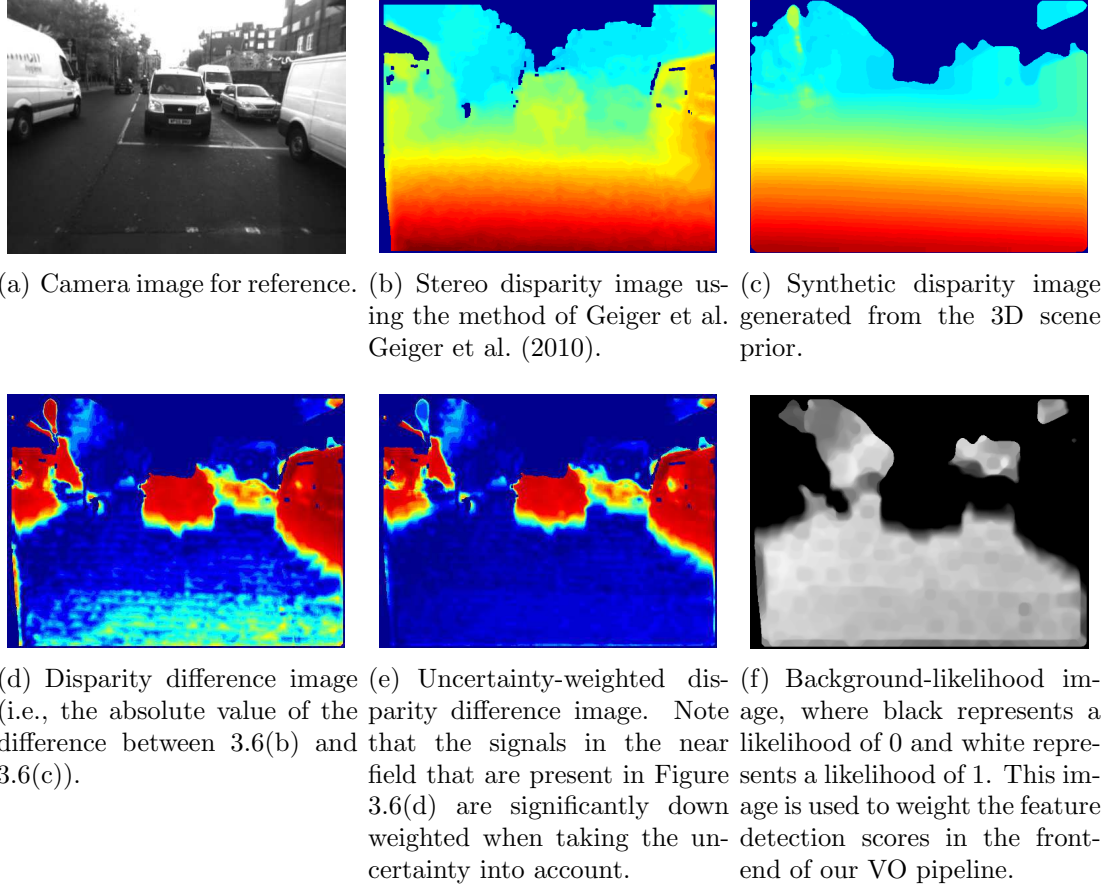 (a) Camera image for reference.
(b) Stereo disparity image us-
ing the method of Geiger et al.
Geiger et al. (2010).
(c) Synthetic disparity image
generated from the 3D scene
prior.
(d) Disparity difference image
(i.e., the absolute value of the
difference between 3.6(b) and
3.6(c)).
(e) Uncertainty-weighted dis-
parity difference image. Note
that the signals in the near
field that are present in Figure
3.6(d) are significantly down
weighted when taking the un-
certainty into account.
(f) Background-likelihood im-
age, where black represents a
likelihood of 0 and white repre-
sents a likelihood of 1. This im-
age is used to weight the feature
detection scores in the front-
end of our VO pipeline.